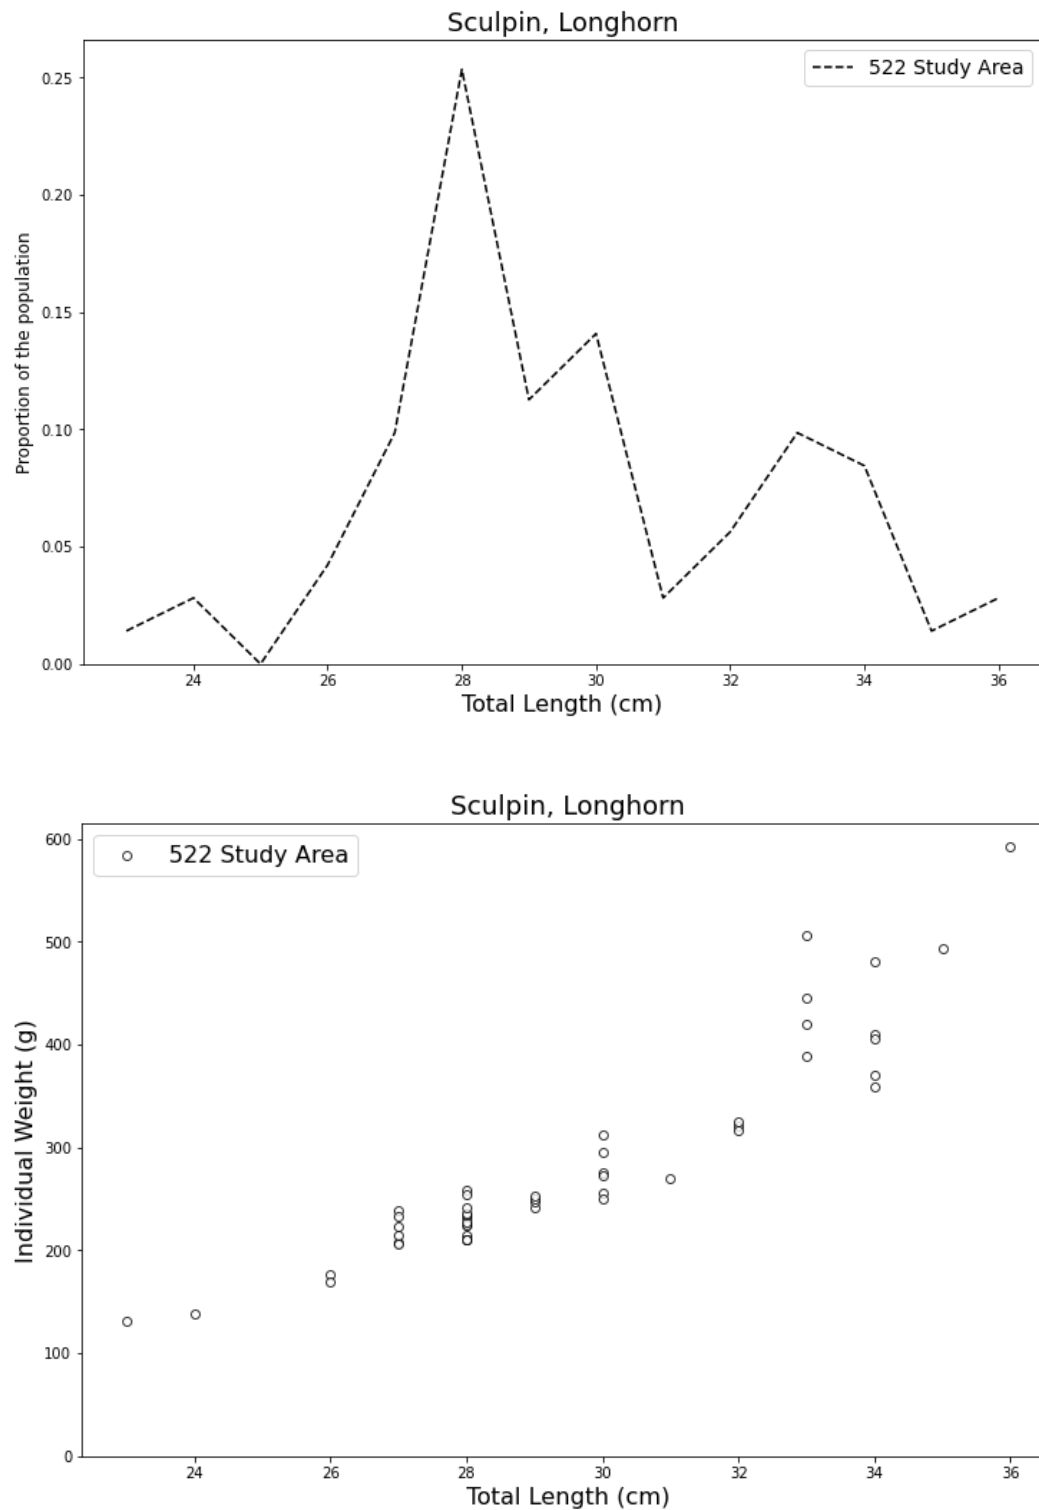 Sculpin, Longhorn
522 Study Area
0.25
0.20
0.15
0.10
0.05
0.00
Proportion of the population
24 26 28 30 32 34 36
Total Length (cm)
Sculpin, Longhorn
522 Study Area
600
500
400
300
200
100
0
Individual Weight (g)
24 26 28 30 32 34 36
Total Length (cm)